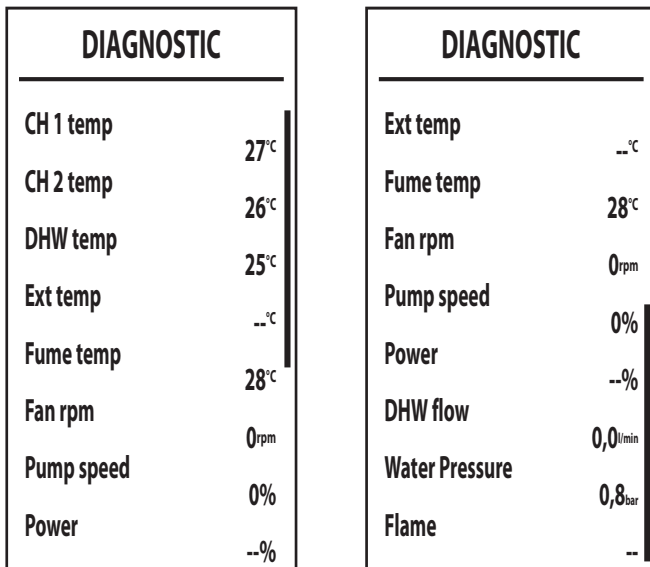 DIAGNOSTIC
CH 1 temp
27°C
CH 2 temp
26°C
DHW temp
25°C
Ext temp
--°C
Fume temp
28°C
Fan rpm
0rpm
Pump speed
0%
Power
--%
DIAGNOSTIC
Ext temp
--°C
Fume temp
28°C
Fan rpm
0rpm
Pump speed
0%
Power
--%
DHW flow
0,0l/min
Water Pressure
0,8bar
Flame
--